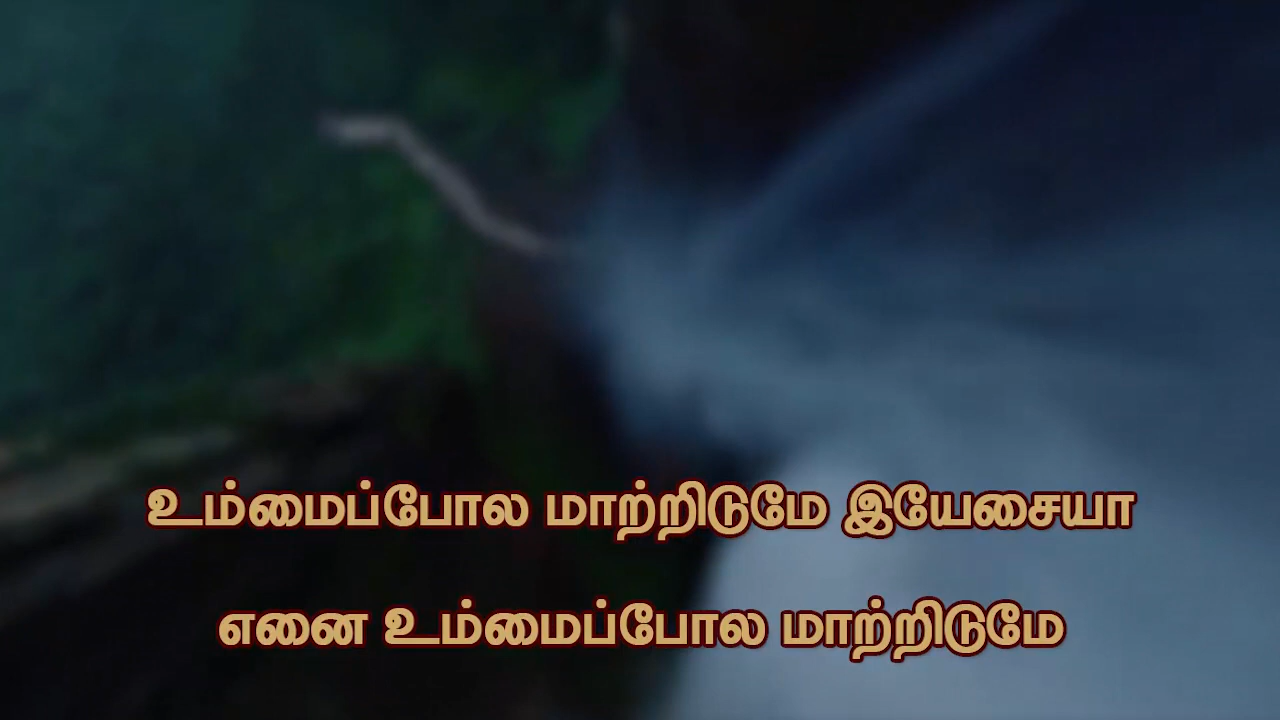 உம்மைப்போல மாற்றிடுமே இயேசையா
எனை உம்மைப்போல மாற்றிடுமே